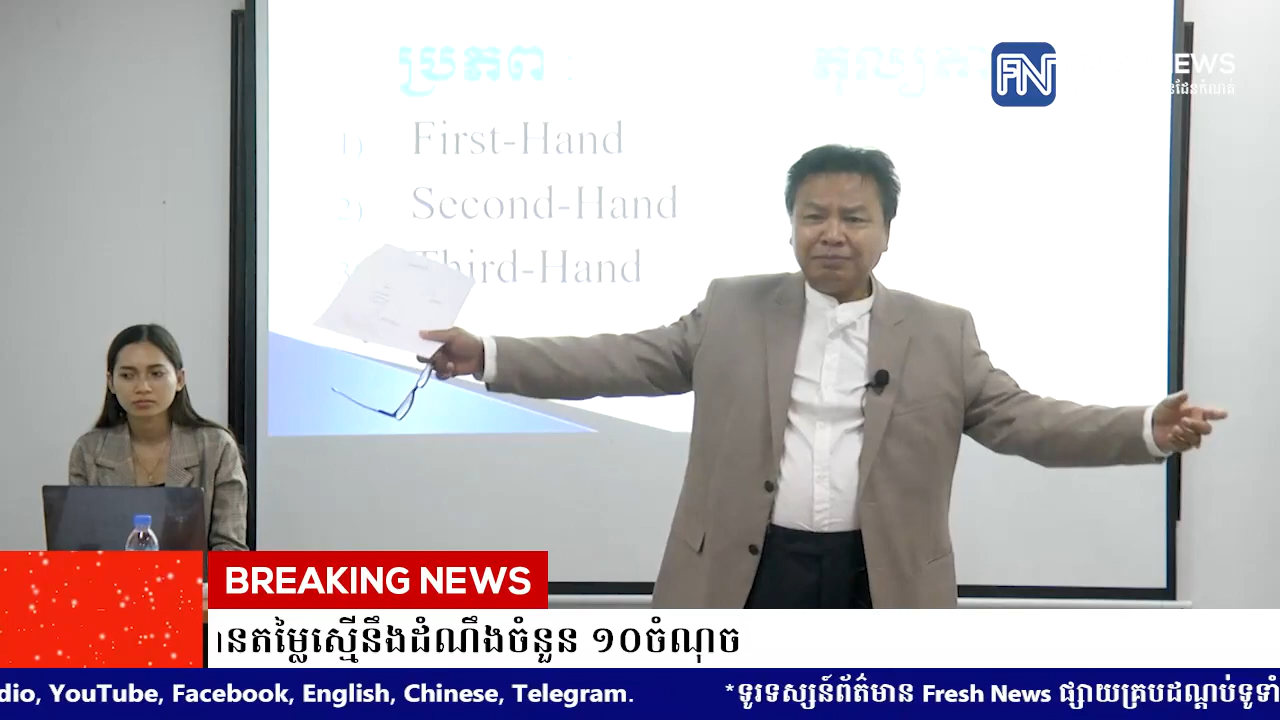 ប្រភព :
FN
NEWS
1) First-Hand
2) Second-Hand
Third-Hand
BREAKING NEWS
នតម្លៃស្មើនឹងដំណឹងចំនួន ១០ចំណុច
dio, YouTube, Facebook, English, Chinese, Telegram. *ទូរទស្សន៍ព័ត៌មាន Fresh News ផ្សាយគ្របដណ្តប់ទូទាំ